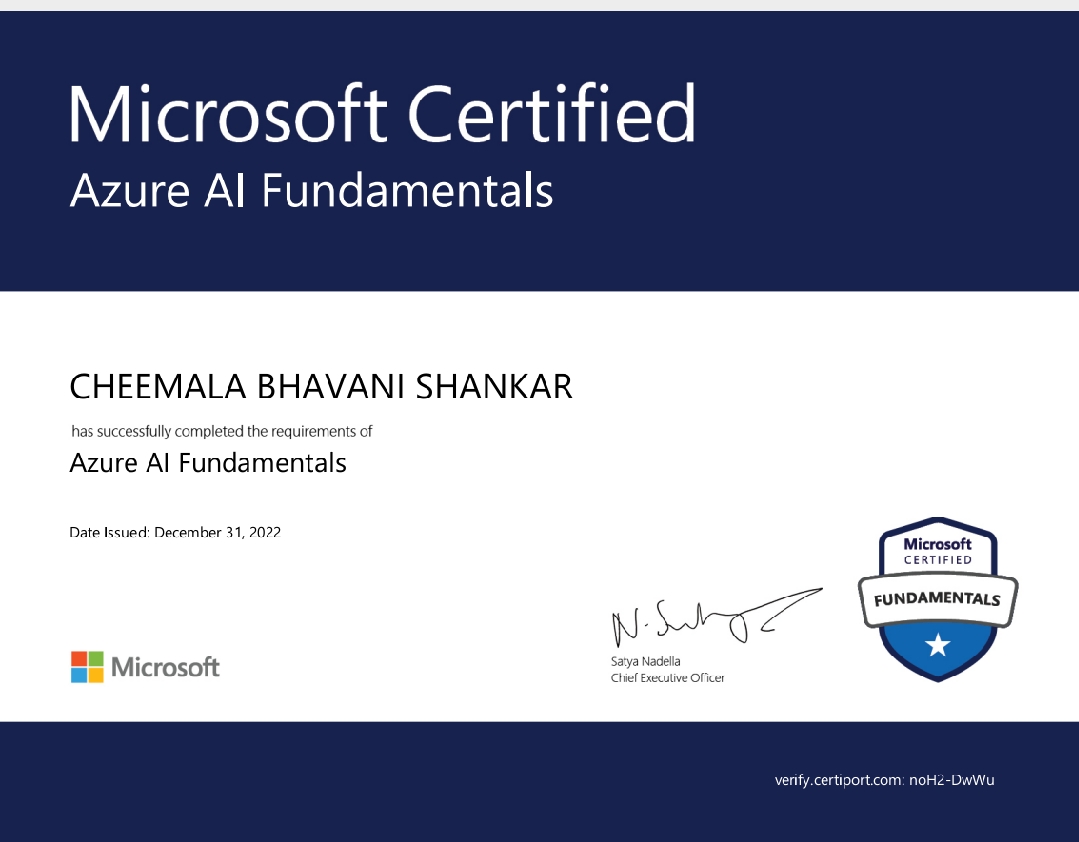 Microsoft Certified
Azure AI Fundamentals
CHEEMALA BHAVANI SHANKAR
has successfully completed the requirements of
Azure AI Fundamentals
Date Issued: December 31, 2022
Microsoft
CERTIFIED
FUNDAMENTALS
Satya Nadella
Chief Executive Officer
Microsoft
verify.certiport.com: noH2-DwWu